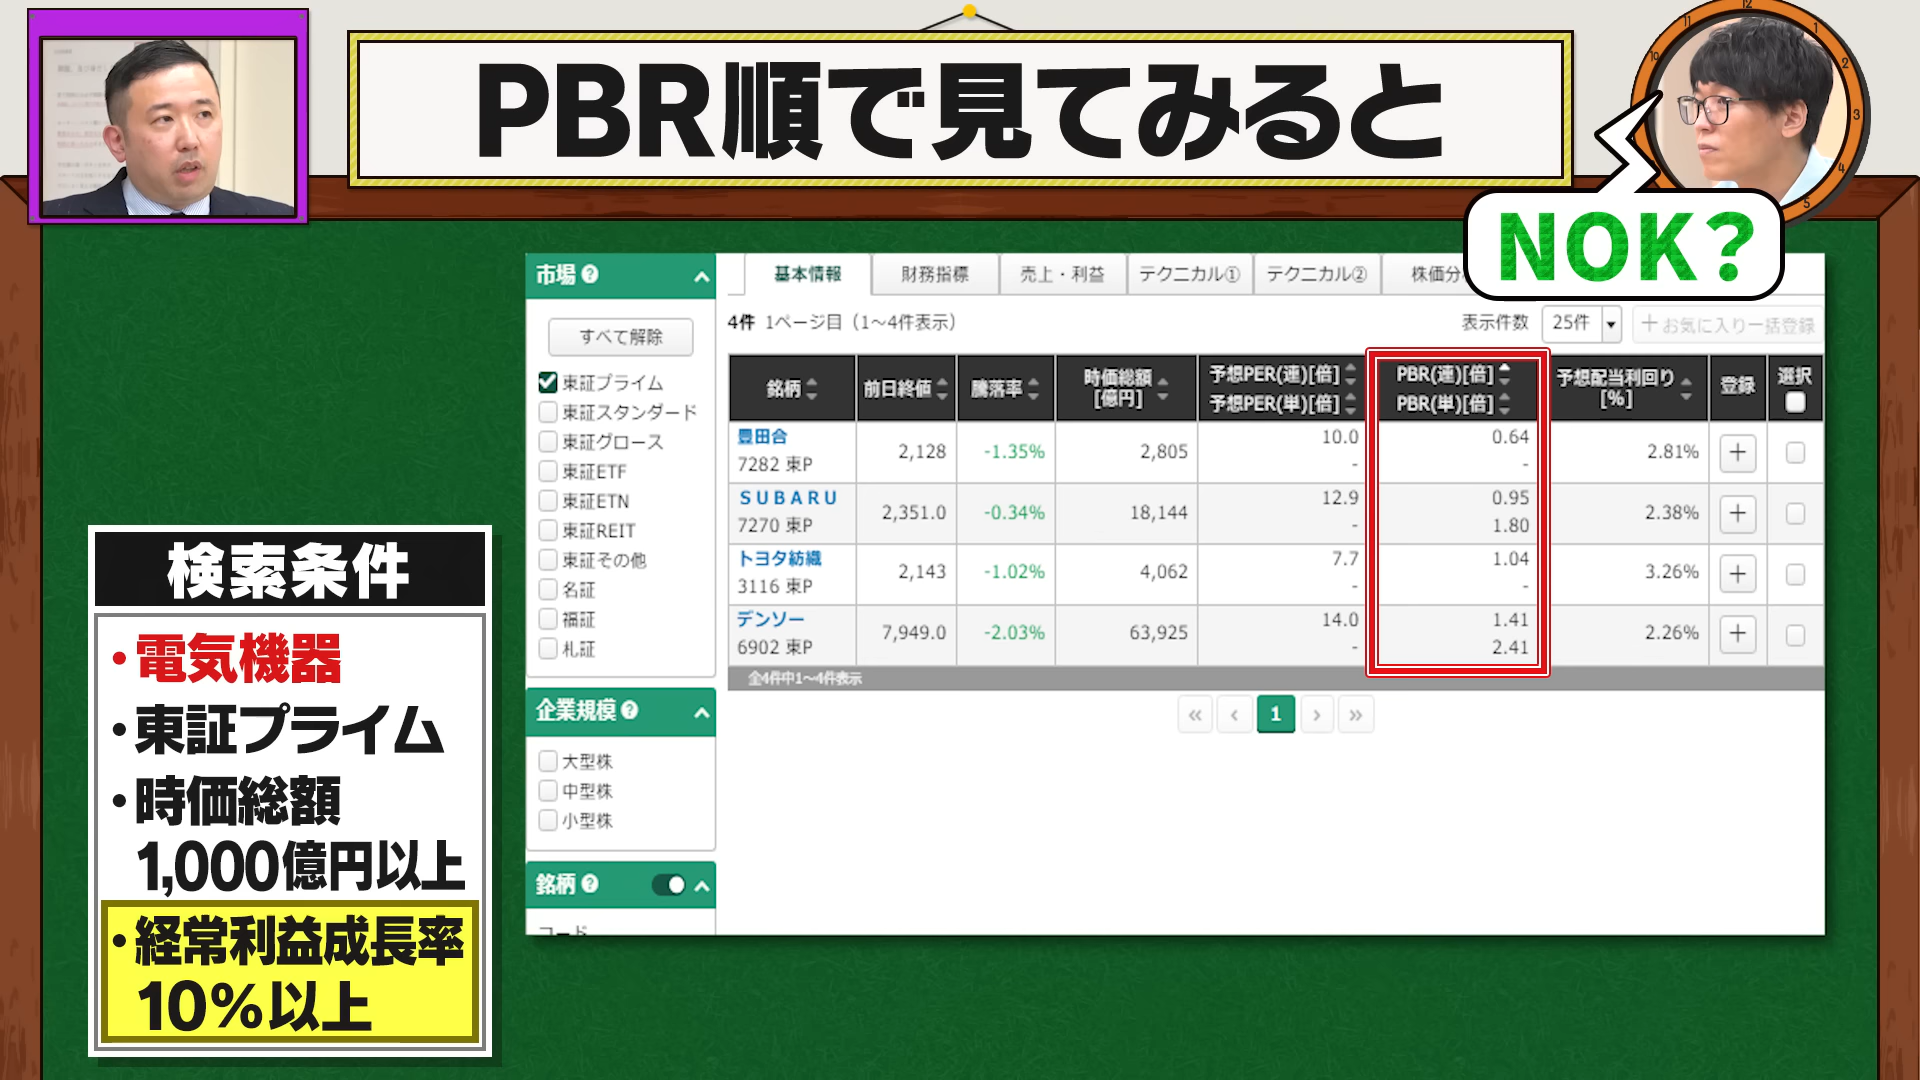 PBR順で見てみると
NOK?
検索条件
・電気機器
・東証プライム
・時価総額
1,000億円以上
・経常利益成長率
10%以上
市場
すべて解除
東証プライム
東証スタンダード
東証グロース
東証ETF
東証ETN
東証REIT
東証その他
名証
福証
札証
企業規模
大型株
中型株
小型株
銘柄
コード
基本情報 財務指標 売上・利益 テクニカル① テクニカル② 株価分
4件 1ページ目(1〜4件表示) 表示件数 25件 +お気に入り一括登録
銘柄 前日終値 騰落率 時価総額[億円] 予想PER(連)[倍] 予想PER(単)[倍] PBR(連)[倍] PBR(単)[倍] 予想配当利回り[%] 登録 選択
豊田合 7282 東P 2,128 -1.35% 2,805 10.0 - 0.64 - 2.81% +
SUBARU 7270 東P 2,351.0 -0.34% 18,144 12.9 - 0.95 1.80 2.38% +
トヨタ紡織 3116 東P 2,143 -1.02% 4,062 7.7 - 1.04 - 3.26% +
デンソー 6902 東P 7,949.0 -2.03% 63,925 14.0 - 1.41 2.41 2.26% +
全4件中1〜4件表示
« ‹ 1 › »